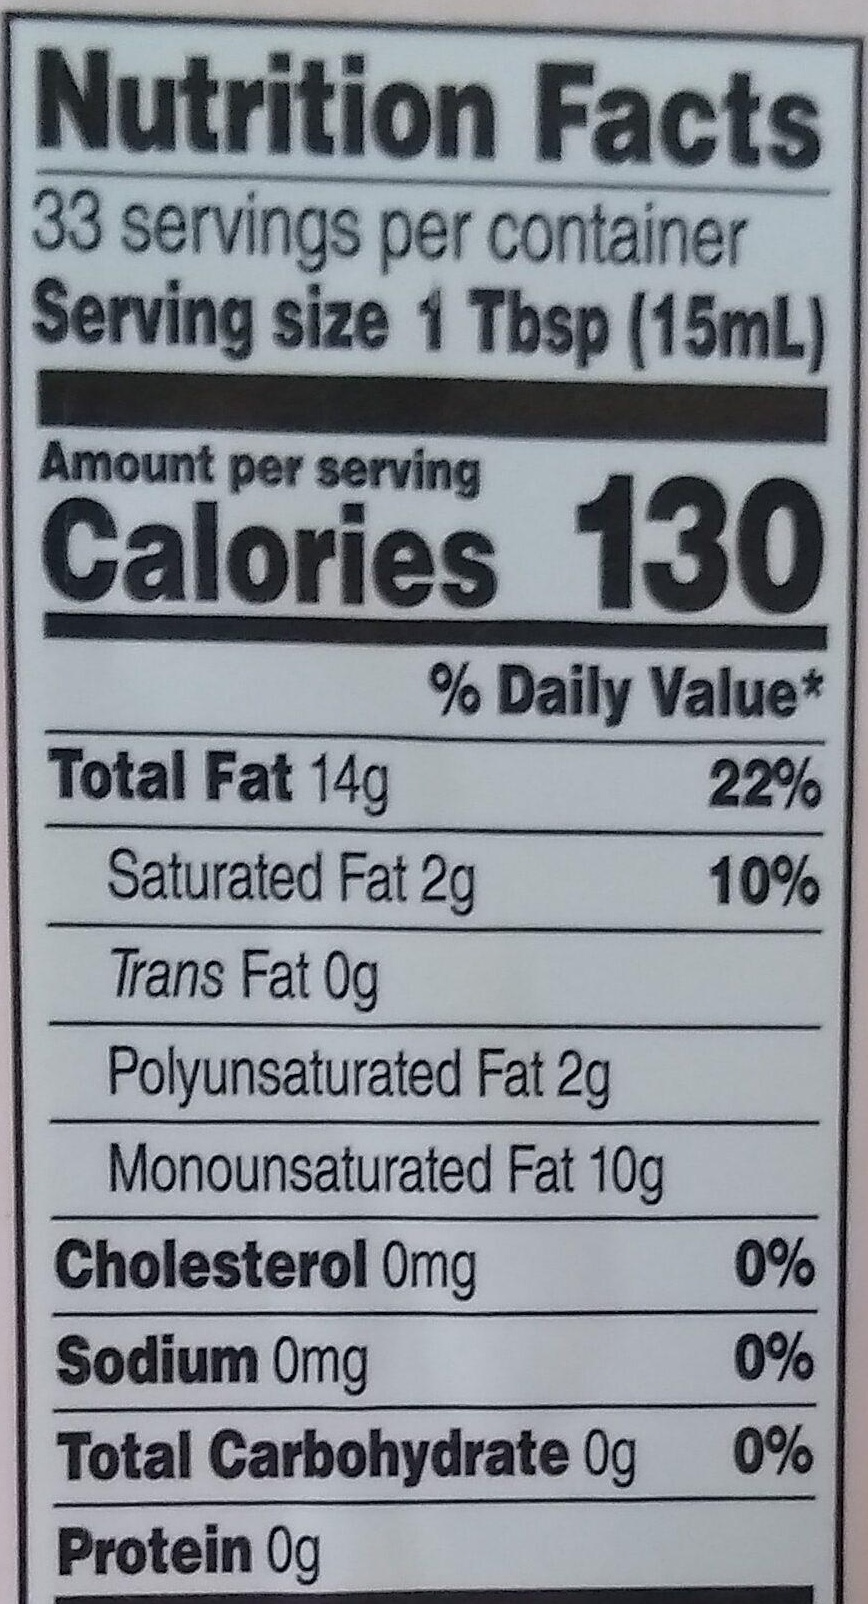 Nutrition Facts
33 servings per container
Serving size 1 Tbsp (15mL)
Amount per serving
Calories 130
% Daily Value*
Total Fat 14g 22%
Saturated Fat 2g 10%
Trans Fat 0g
Polyunsaturated Fat 2g
Monounsaturated Fat 10g
Cholesterol 0mg 0%
Sodium 0mg 0%
Total Carbohydrate 0g 0%
Protein 0g